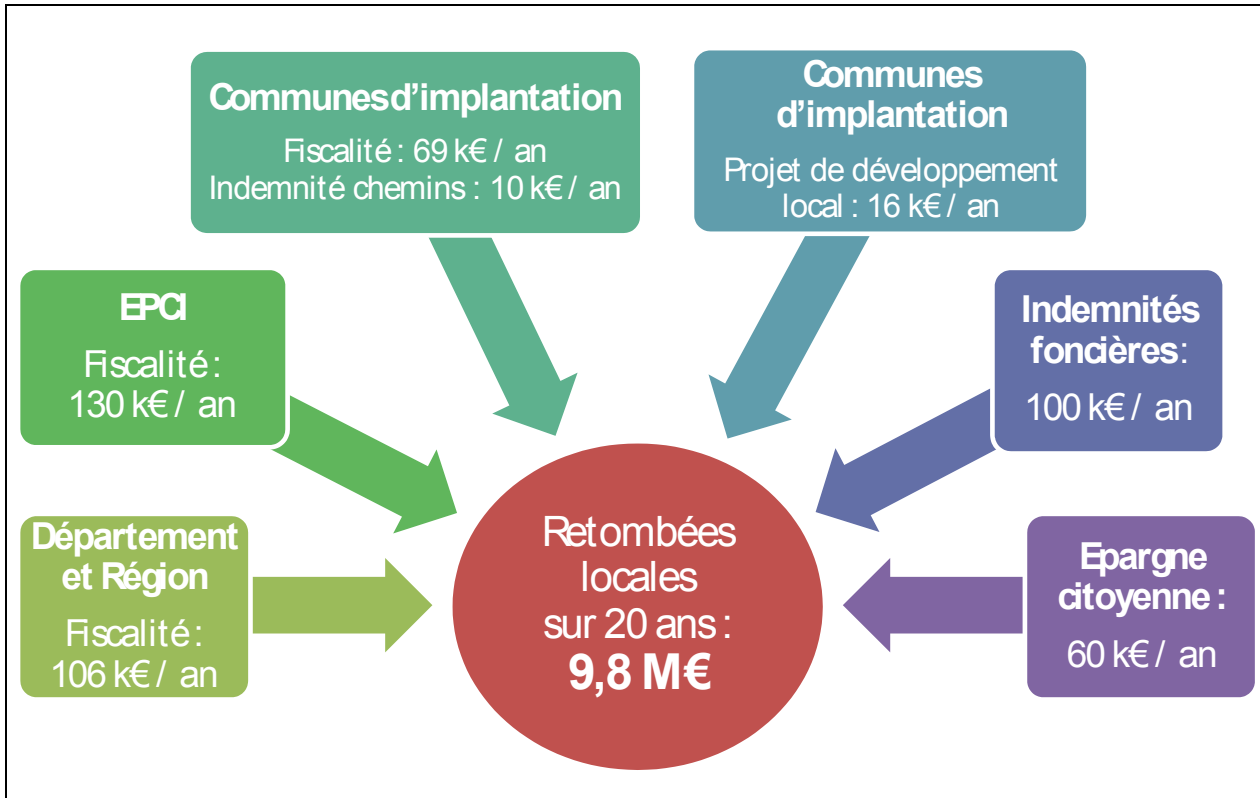 Communes d'implantation
Fiscalité : 69 k€ / an
Indemnité chemins : 10 k€ / an
Communes
d'implantation
Projet de développement
local : 16 k€ / an
EPCI
Fiscalité :
130 k€ / an
Indemnités
foncières:
100 k€ / an
Département
et Région
Fiscalité :
106 k€ / an
Retombées
locales
sur 20 ans :
9,8 M€
Epargne
citoyenne :
60 k€ / an